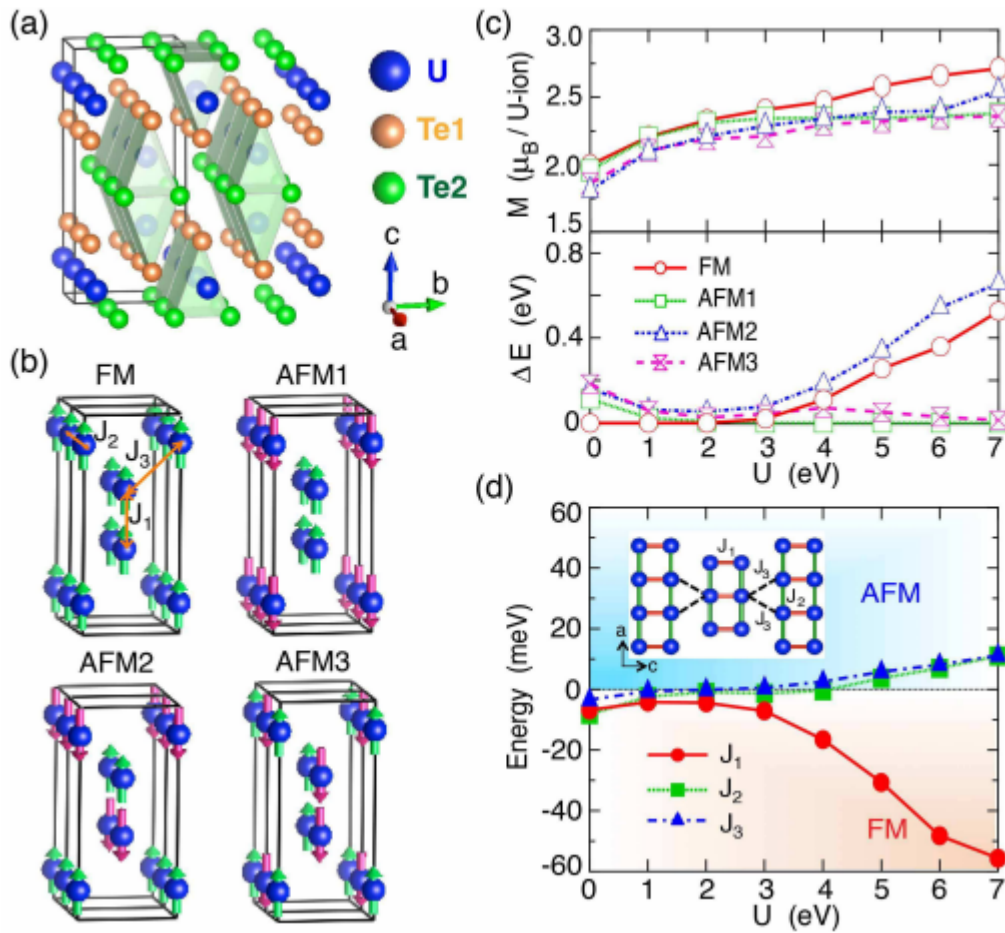 (a)
U
Te1
Te2
c
b
a
(b)
FM
AFM1
J2
J3
J1
AFM2
AFM3
(c)
3.0
2.5
2.0
1.5
M (μB / U-ion)
0.8
0.4
0
ΔE (eV)
FM
AFM1
AFM2
AFM3
0 1 2 3 4 5 6 7
U (eV)
(d)
60
40
20
10
0
-20
-40
-60
Energy (meV)
J1
J3
J2
J3
a
c
AFM
J1
J2
J3
FM
0 1 2 3 4 5 6 7
U (eV)